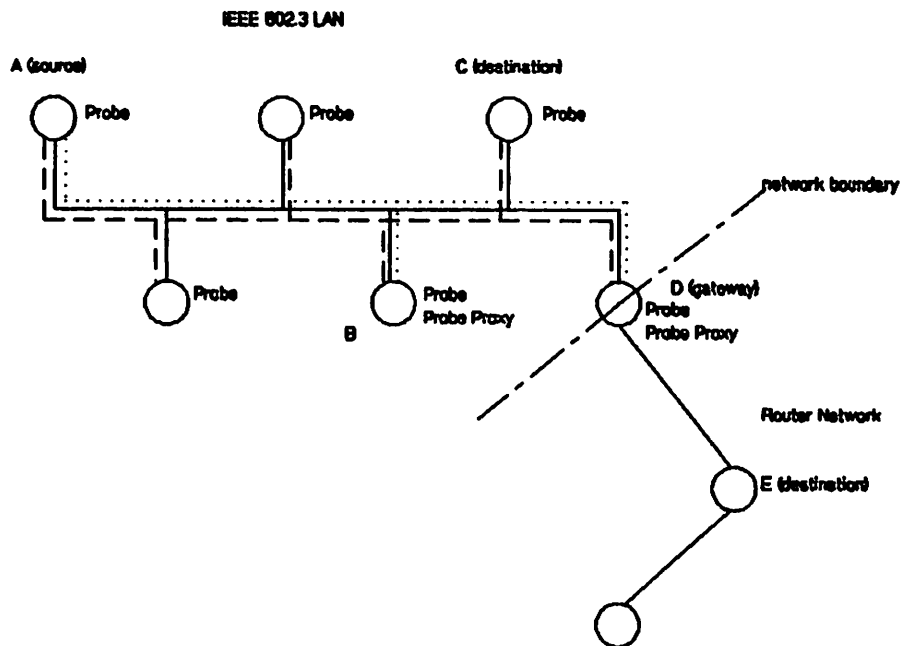 IEEE 802.3 LAN
A (source)
C (destination)
Probe
Probe
Probe
network boundary
Probe
Probe
Probe Proxy
B
D (gateway)
Probe
Probe Proxy
Router Network
E (destination)